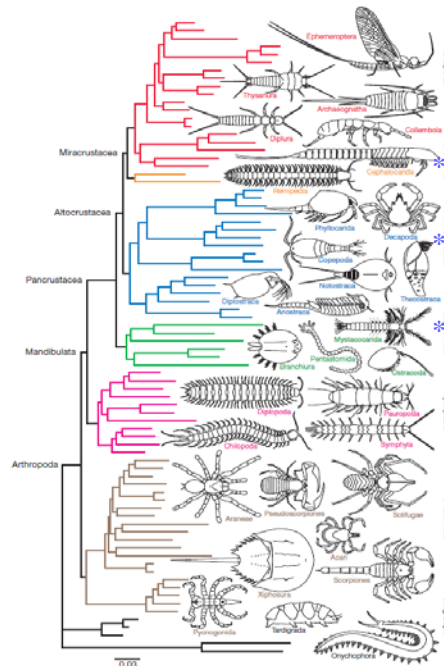 Ephemeroptera
Thysanura
Archaeognatha
Diplura
Collembola
Miracrustacea
Cephalocarida
*
Remipedia
Altocrustacea
Phyllocarida
Decapoda
*
Copepoda
Pancrustacea
Notostraca
Diplostraca
Theoostraca
Anostraca
Mystacocarida
*
Mandibulata
Branchiura
Pentastomida
Ostracoda
Diplopoda
Pauropoda
Chilopoda
Symphyla
Arthropoda
Araneae
Pseudoscorpiones
Solifugae
Acari
Xiphosura
Scorpiones
Pycnogonida
Tardigrada
Onychophora
0.03